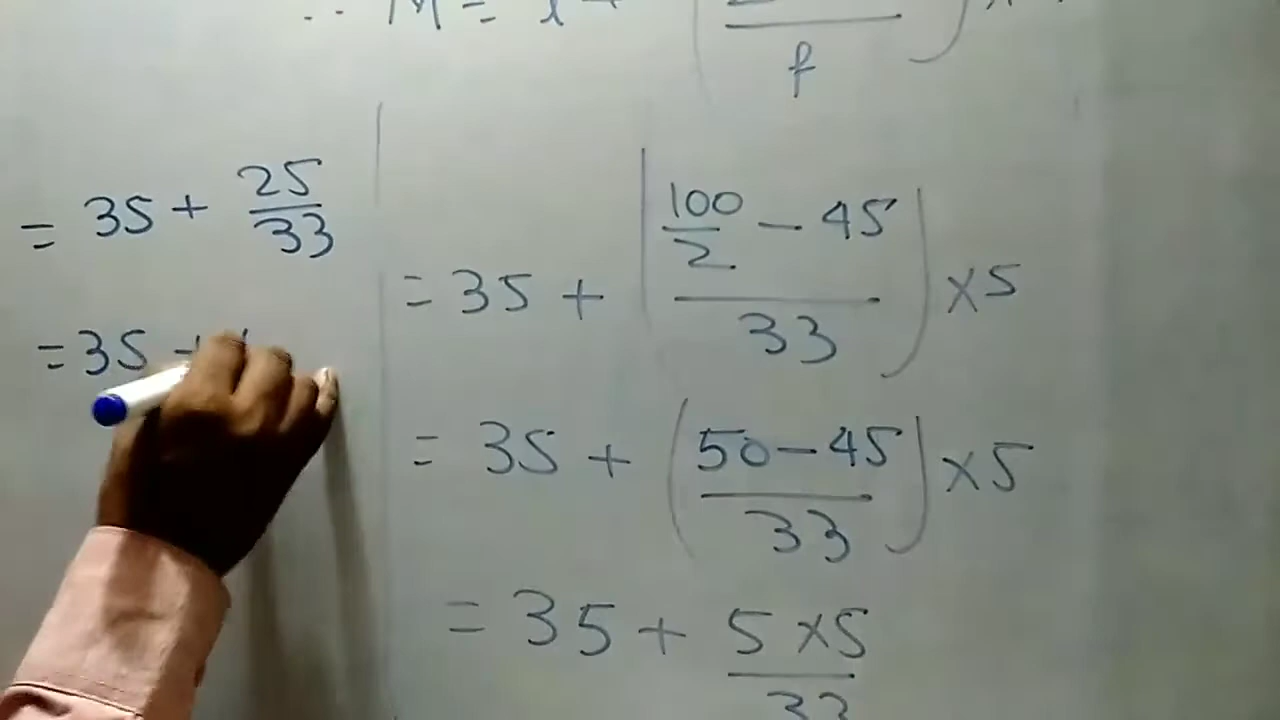 ∴ M = l + ( / f ) ×
= 35 + ( (100/2 - 45) / 33 ) × 5
= 35 + ( (50 - 45) / 33 ) × 5
= 35 + (5 × 5) / 33
= 35 + 25/33
= 35 +